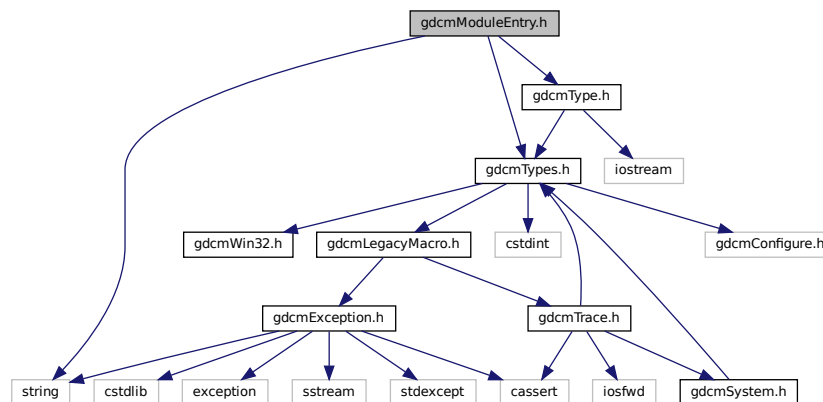 gdcmModuleEntry.h
gdcmType.h
gdcmTypes.h
iostream
gdcmWin32.h
gdcmLegacyMacro.h
cstdint
gdcmConfigure.h
gdcmException.h
gdcmTrace.h
string
cstdlib
exception
sstream
stdexcept
cassert
iosfwd
gdcmSystem.h